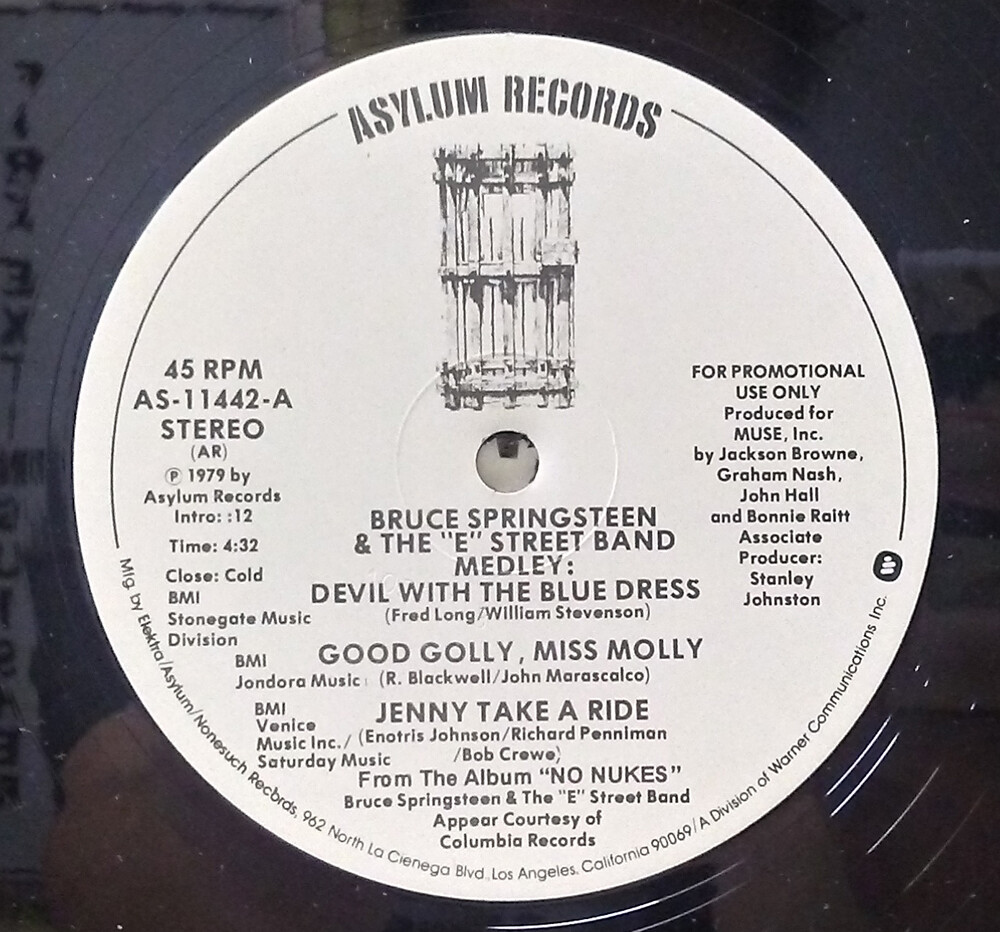 ASYLUM RECORDS
45 RPM
AS-11442-A
STEREO
(AR)
Ⓟ 1979 by
Asylum Records
Intro: :12
Time: 4:32
Close: Cold
BMI
Stonegate Music
Division
FOR PROMOTIONAL
USE ONLY
Produced for
MUSE, Inc.
by Jackson Browne,
Graham Nash,
John Hall
and Bonnie Raitt
Associate
Producer:
Stanley
Johnston
BRUCE SPRINGSTEEN
& THE "E" STREET BAND
MEDLEY:
DEVIL WITH THE BLUE DRESS
(Fred Long/William Stevenson)
GOOD GOLLY, MISS MOLLY
BMI
Jondora Music (R. Blackwell/John Marascalco)
JENNY TAKE A RIDE
BMI
Venice
Music Inc./ (Enotris Johnson/Richard Penniman
Saturday Music /Bob Crewe)
From The Album "NO NUKES"
Bruce Springsteen & The "E" Street Band
Appear Courtesy of
Columbia Records
Mfg. by Elektra/Asylum/Nonesuch Records, 962 North La Cienega Blvd., Los Angeles, California 90069/A Division of Warner Communications Inc.